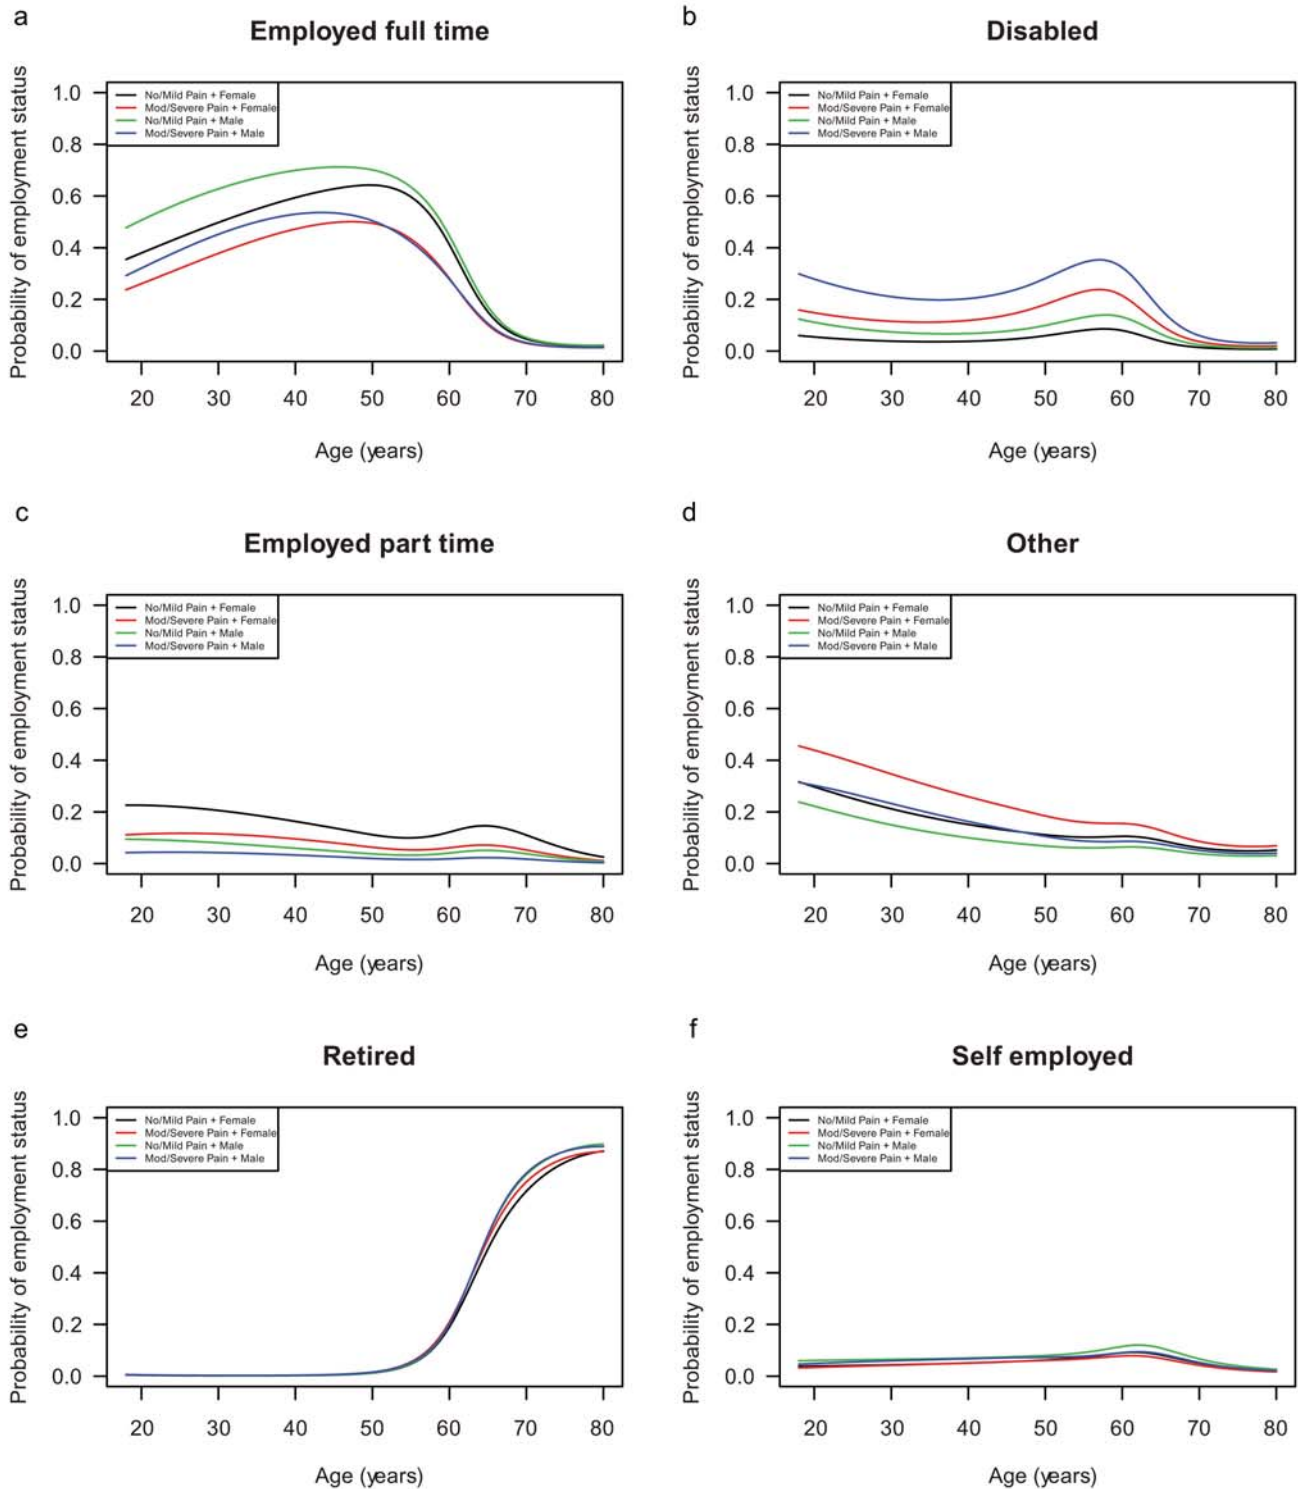 a
Employed full time
Probability of employment status
1.0
0.8
0.6
0.4
0.2
0.0
No/Mild Pain + Female
Mod/Severe Pain + Female
No/Mild Pain + Male
Mod/Severe Pain + Male
20 30 40 50 60 70 80
Age (years)
b
Disabled
Probability of employment status
1.0
0.8
0.6
0.4
0.2
0.0
No/Mild Pain + Female
Mod/Severe Pain + Female
No/Mild Pain + Male
Mod/Severe Pain + Male
20 30 40 50 60 70 80
Age (years)
c
Employed part time
Probability of employment status
1.0
0.8
0.6
0.4
0.2
0.0
No/Mild Pain + Female
Mod/Severe Pain + Female
No/Mild Pain + Male
Mod/Severe Pain + Male
20 30 40 50 60 70 80
Age (years)
d
Other
Probability of employment status
1.0
0.8
0.6
0.4
0.2
0.0
No/Mild Pain + Female
Mod/Severe Pain + Female
No/Mild Pain + Male
Mod/Severe Pain + Male
20 30 40 50 60 70 80
Age (years)
e
Retired
Probability of employment status
1.0
0.8
0.6
0.4
0.2
0.0
No/Mild Pain + Female
Mod/Severe Pain + Female
No/Mild Pain + Male
Mod/Severe Pain + Male
20 30 40 50 60 70 80
Age (years)
f
Self employed
Probability of employment status
1.0
0.8
0.6
0.4
0.2
0.0
No/Mild Pain + Female
Mod/Severe Pain + Female
No/Mild Pain + Male
Mod/Severe Pain + Male
20 30 40 50 60 70 80
Age (years)